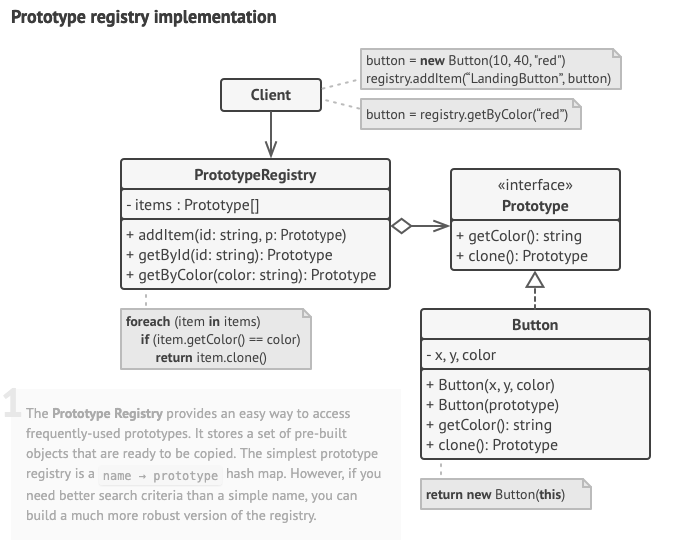 Prototype registry implementation
button = new Button(10, 40, "red")
registry.addItem(“LandingButton”, button)
Client
button = registry.getByColor(“red”)
PrototypeRegistry
- items : Prototype[]
+ addItem(id: string, p: Prototype)
+ getById(id: string): Prototype
+ getByColor(color: string): Prototype
«interface»
Prototype
+ getColor(): string
+ clone(): Prototype
foreach (item in items)
if (item.getColor() == color)
return item.clone()
Button
- x, y, color
+ Button(x, y, color)
+ Button(prototype)
+ getColor(): string
+ clone(): Prototype
return new Button(this)
1
The Prototype Registry provides an easy way to access
frequently-used prototypes. It stores a set of pre-built
objects that are ready to be copied. The simplest prototype
registry is a name → prototype hash map. However, if you
need better search criteria than a simple name, you can
build a much more robust version of the registry.